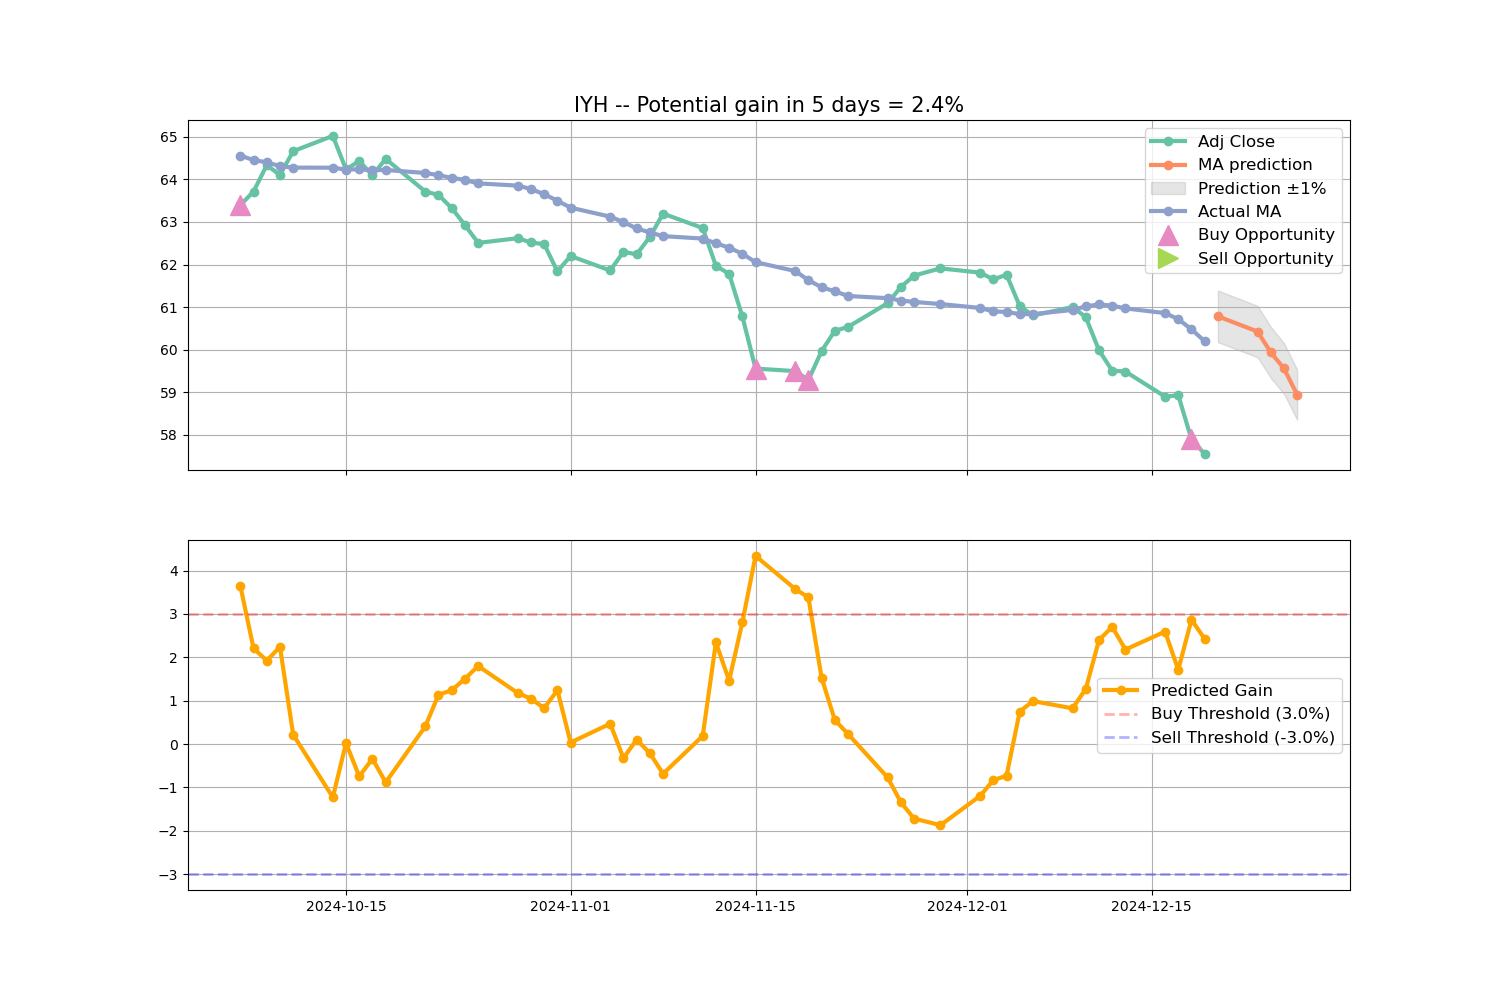 IYH -- Potential gain in 5 days = 2.4%
65
64
63
62
61
60
59
58
Adj Close
MA prediction
Prediction ±1%
Actual MA
Buy Opportunity
Sell Opportunity
4
3
2
1
0
−1
−2
−3
Predicted Gain
Buy Threshold (3.0%)
Sell Threshold (-3.0%)
2024-10-15
2024-11-01
2024-11-15
2024-12-01
2024-12-15